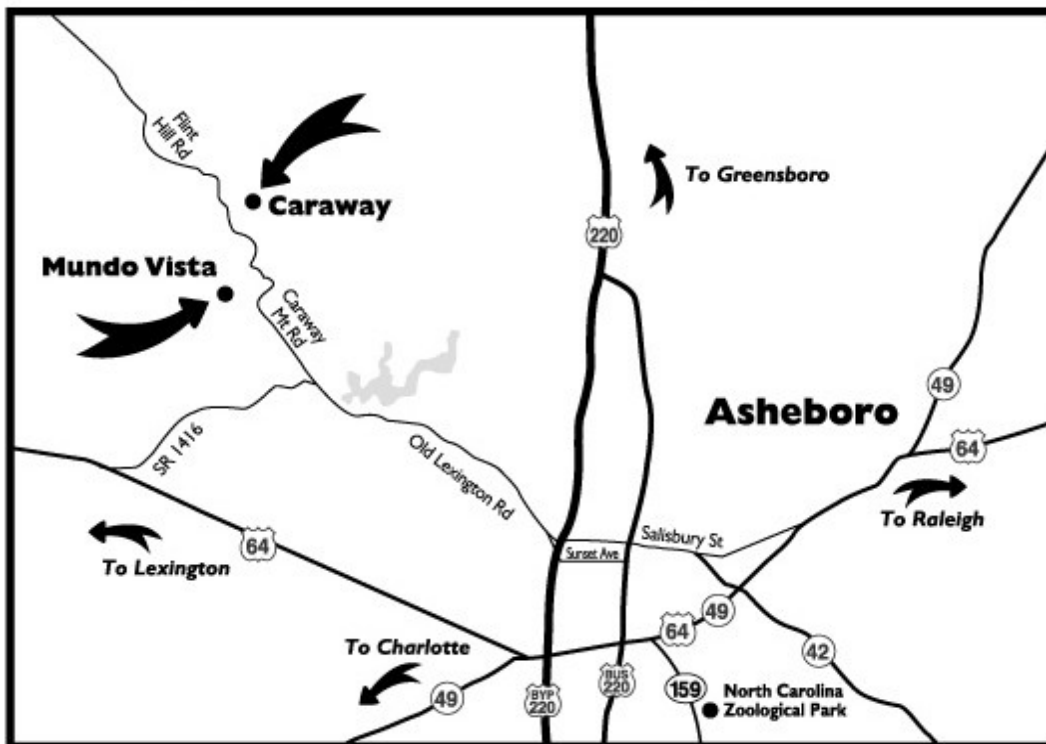 Flint
Hill Rd
Caraway
To Greensboro
220
Mundo Vista
Caraway
Mt Rd
49
Asheboro
64
SR 1416
Old Lexington Rd
To Raleigh
Salisbury St
Sunset Ave
64
To Lexington
49
64
42
To Charlotte
49
BYP
220
BUS
220
159
North Carolina
Zoological Park